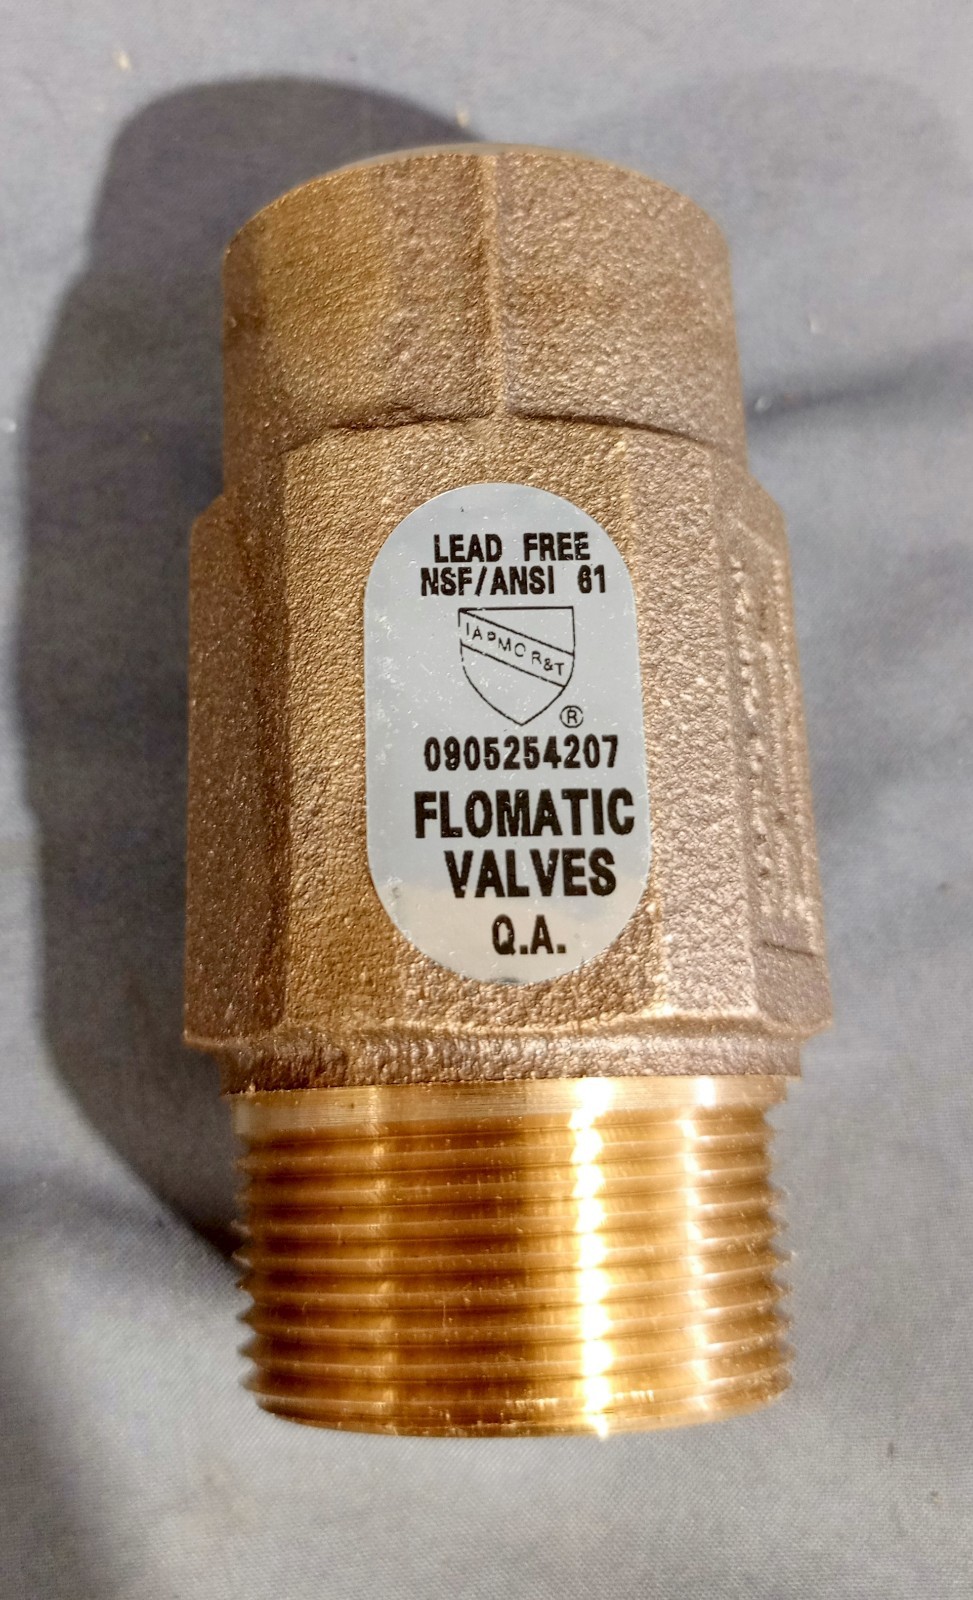 LEAD FREE
NSF/ANSI 61
IAPMO R&T
®
0905254207
FLOMATIC
VALVES
Q.A.